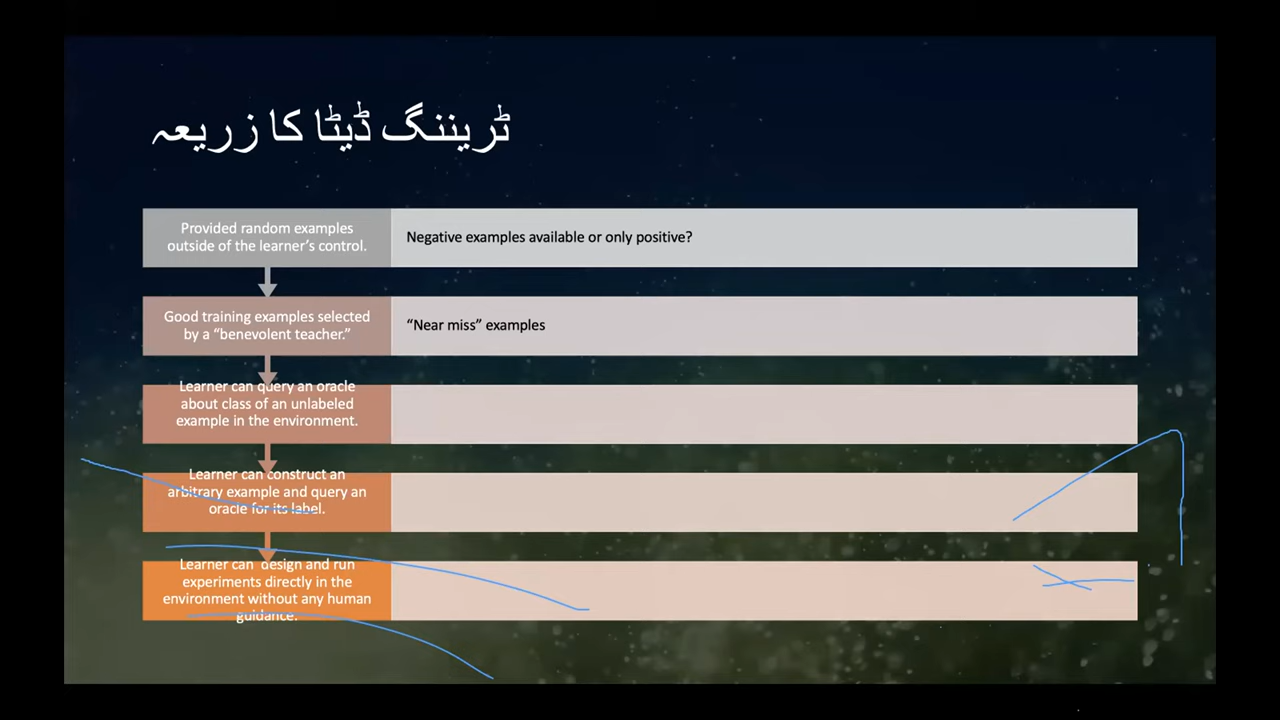 ٹریننگ ڈیٹا کا زریعہ
Provided random examples
outside of the learner's control.
Negative examples available or only positive?
Good training examples selected
by a “benevolent teacher.”
“Near miss” examples
Learner can query an oracle
about class of an unlabeled
example in the environment.
Learner can construct an
arbitrary example and query an
oracle for its label.
Learner can design and run
experiments directly in the
environment without any human
guidance.